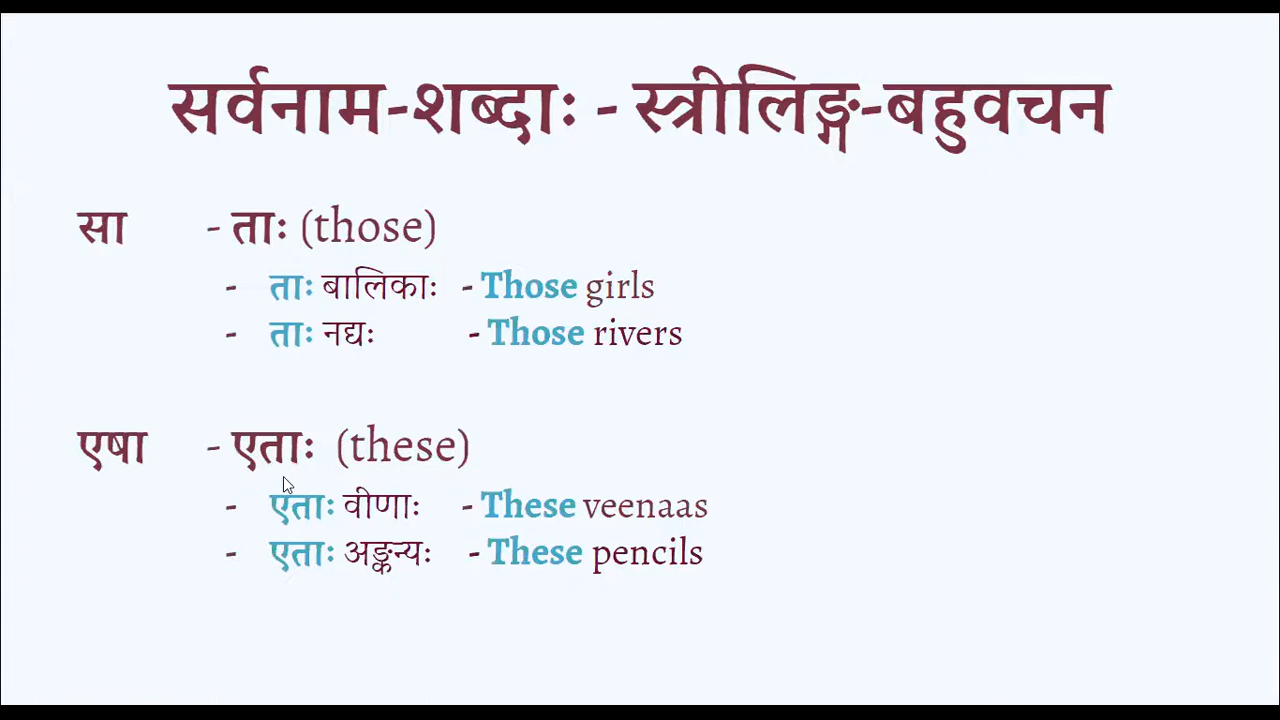 सर्वनाम-शब्दाः - स्त्रीलिङ्ग-बहुवचन
सा - ताः (those)
- ताः बालिकाः - Those girls
- ताः नद्यः - Those rivers
एषा - एताः (these)
- एताः वीणाः - These veenaas
- एताः अङ्कन्यः - These pencils